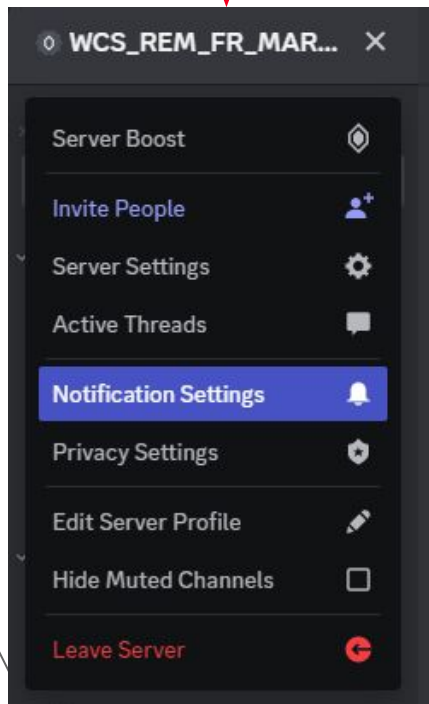 WCS_REM_FR_MAR...
Server Boost
Invite People
Server Settings
Active Threads
Notification Settings
Privacy Settings
Edit Server Profile
Hide Muted Channels
Leave Server